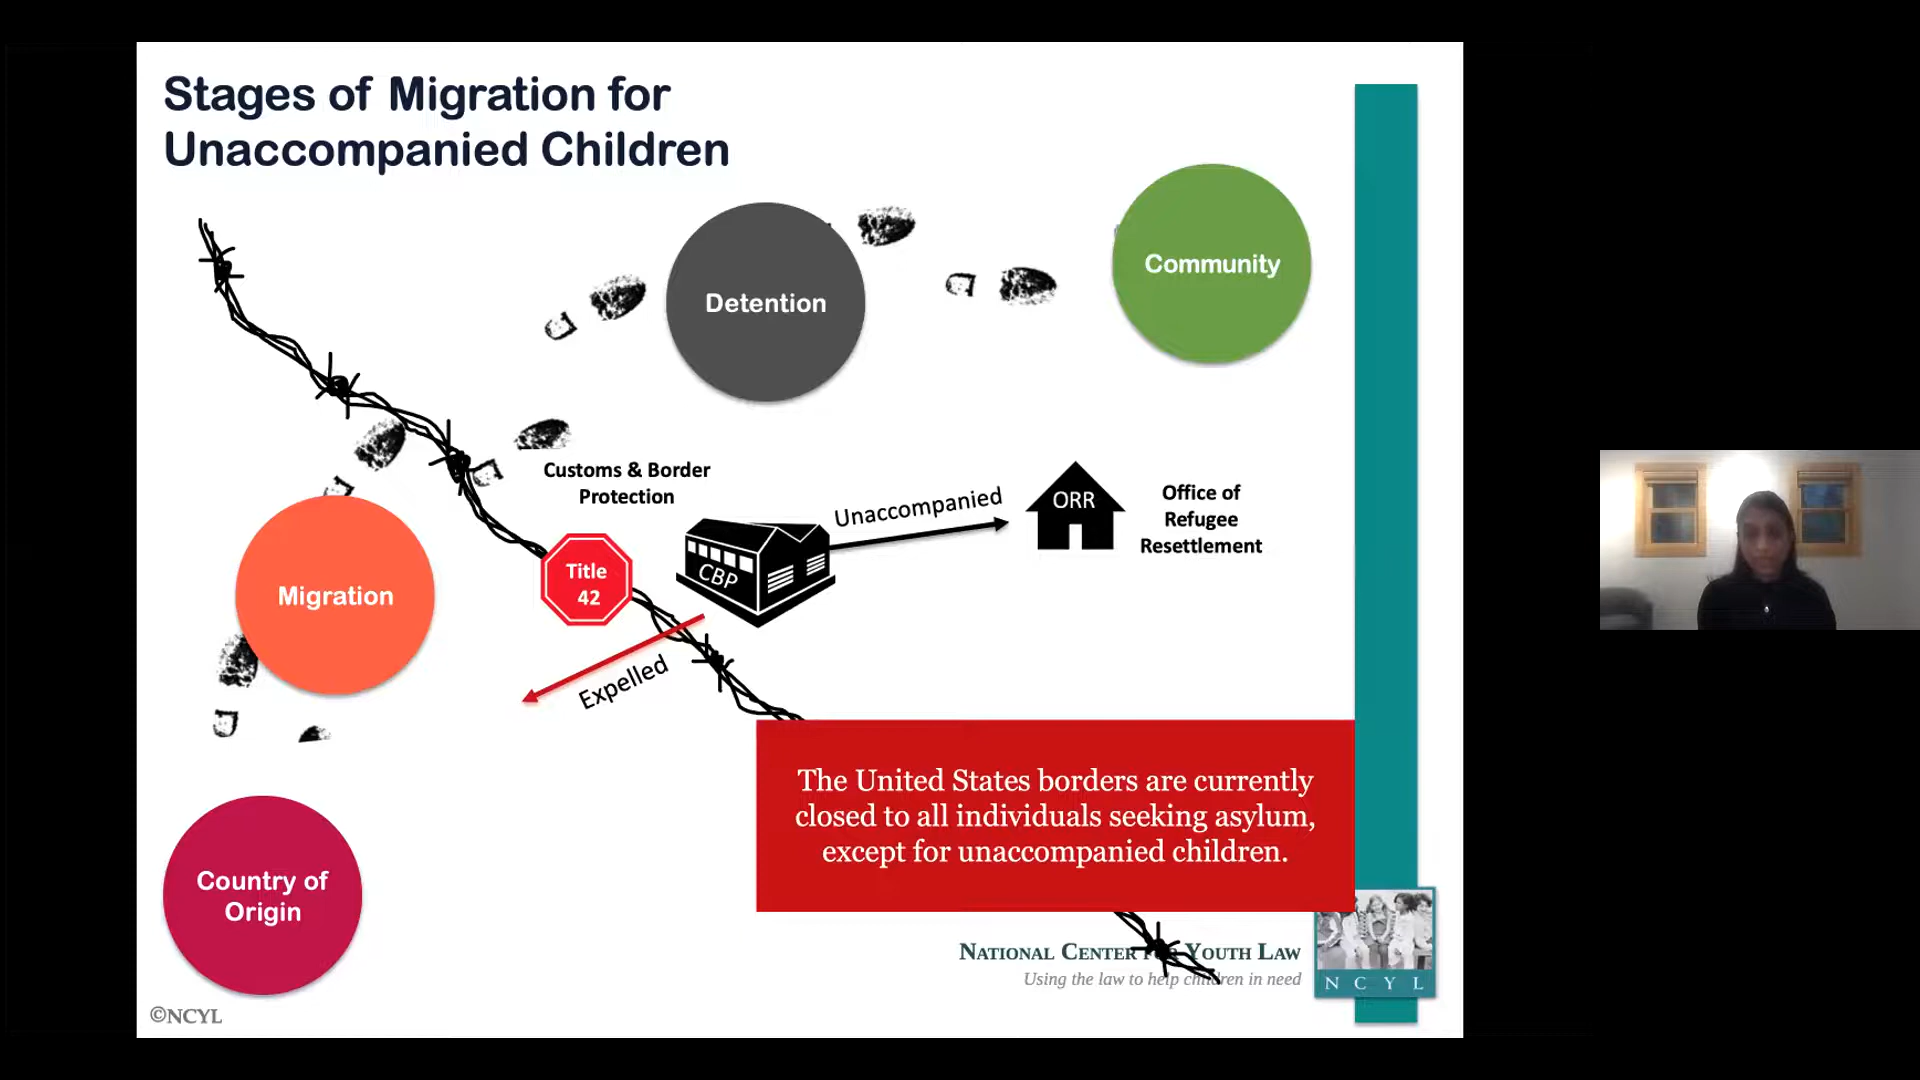 Stages of Migration for
Unaccompanied Children
Community
Detention
Customs & Border
Protection
Unaccompanied
ORR
Office of
Refugee
Resettlement
Title
42
CBP
Migration
Expelled
The United States borders are currently
closed to all individuals seeking asylum,
except for unaccompanied children.
Country of
Origin
NATIONAL CENTER FOR YOUTH LAW
Using the law to help children in need
NCYL
©NCYL